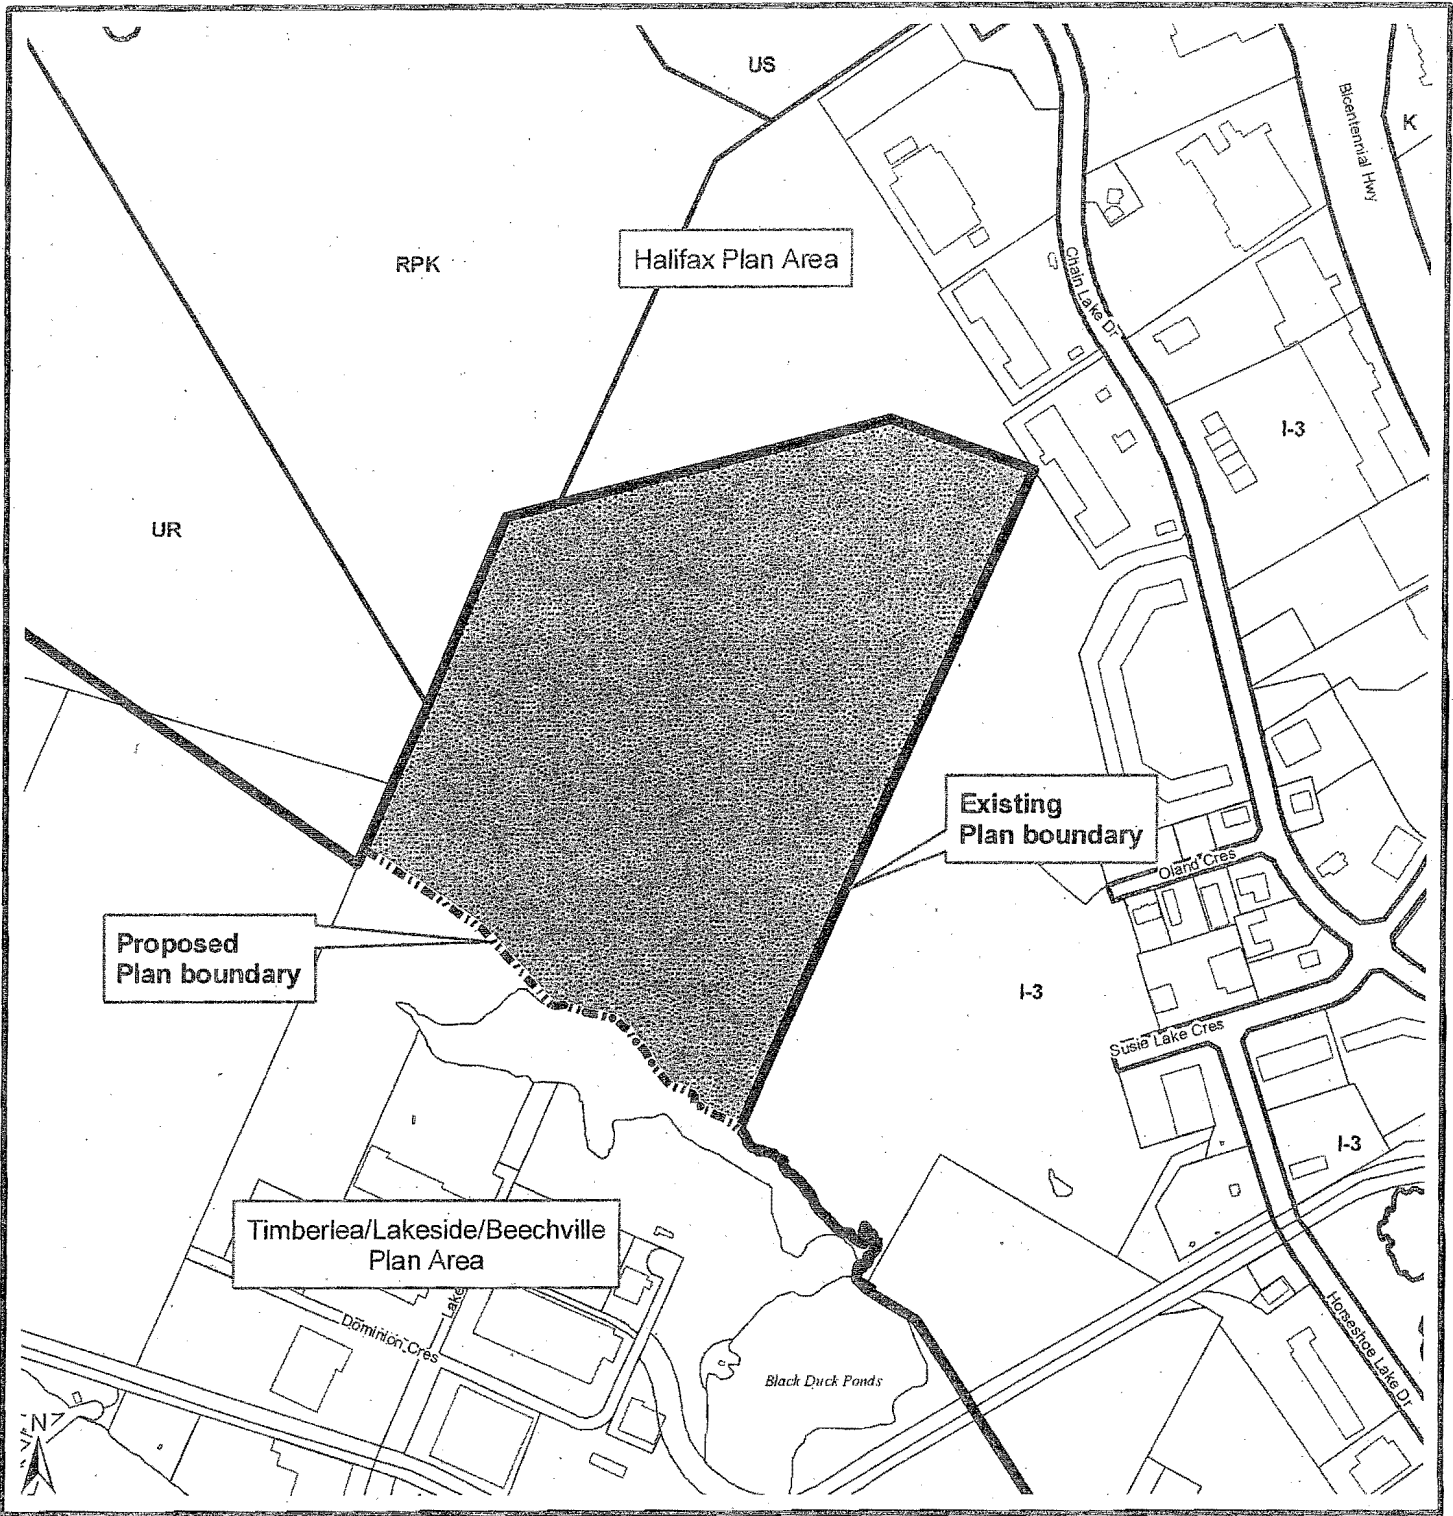 US
Bicentennial Hwy
K
RPK
Halifax Plan Area
Chain Lake Dr
I-3
UR
Existing
Plan boundary
Oland Cres
Proposed
Plan boundary
I-3
Susie Lake Cres
I-3
Timberlea/Lakeside/Beechville
Plan Area
Lake
Dominion Cres
Horseshoe Lake Dr
Black Duck Ponds
N